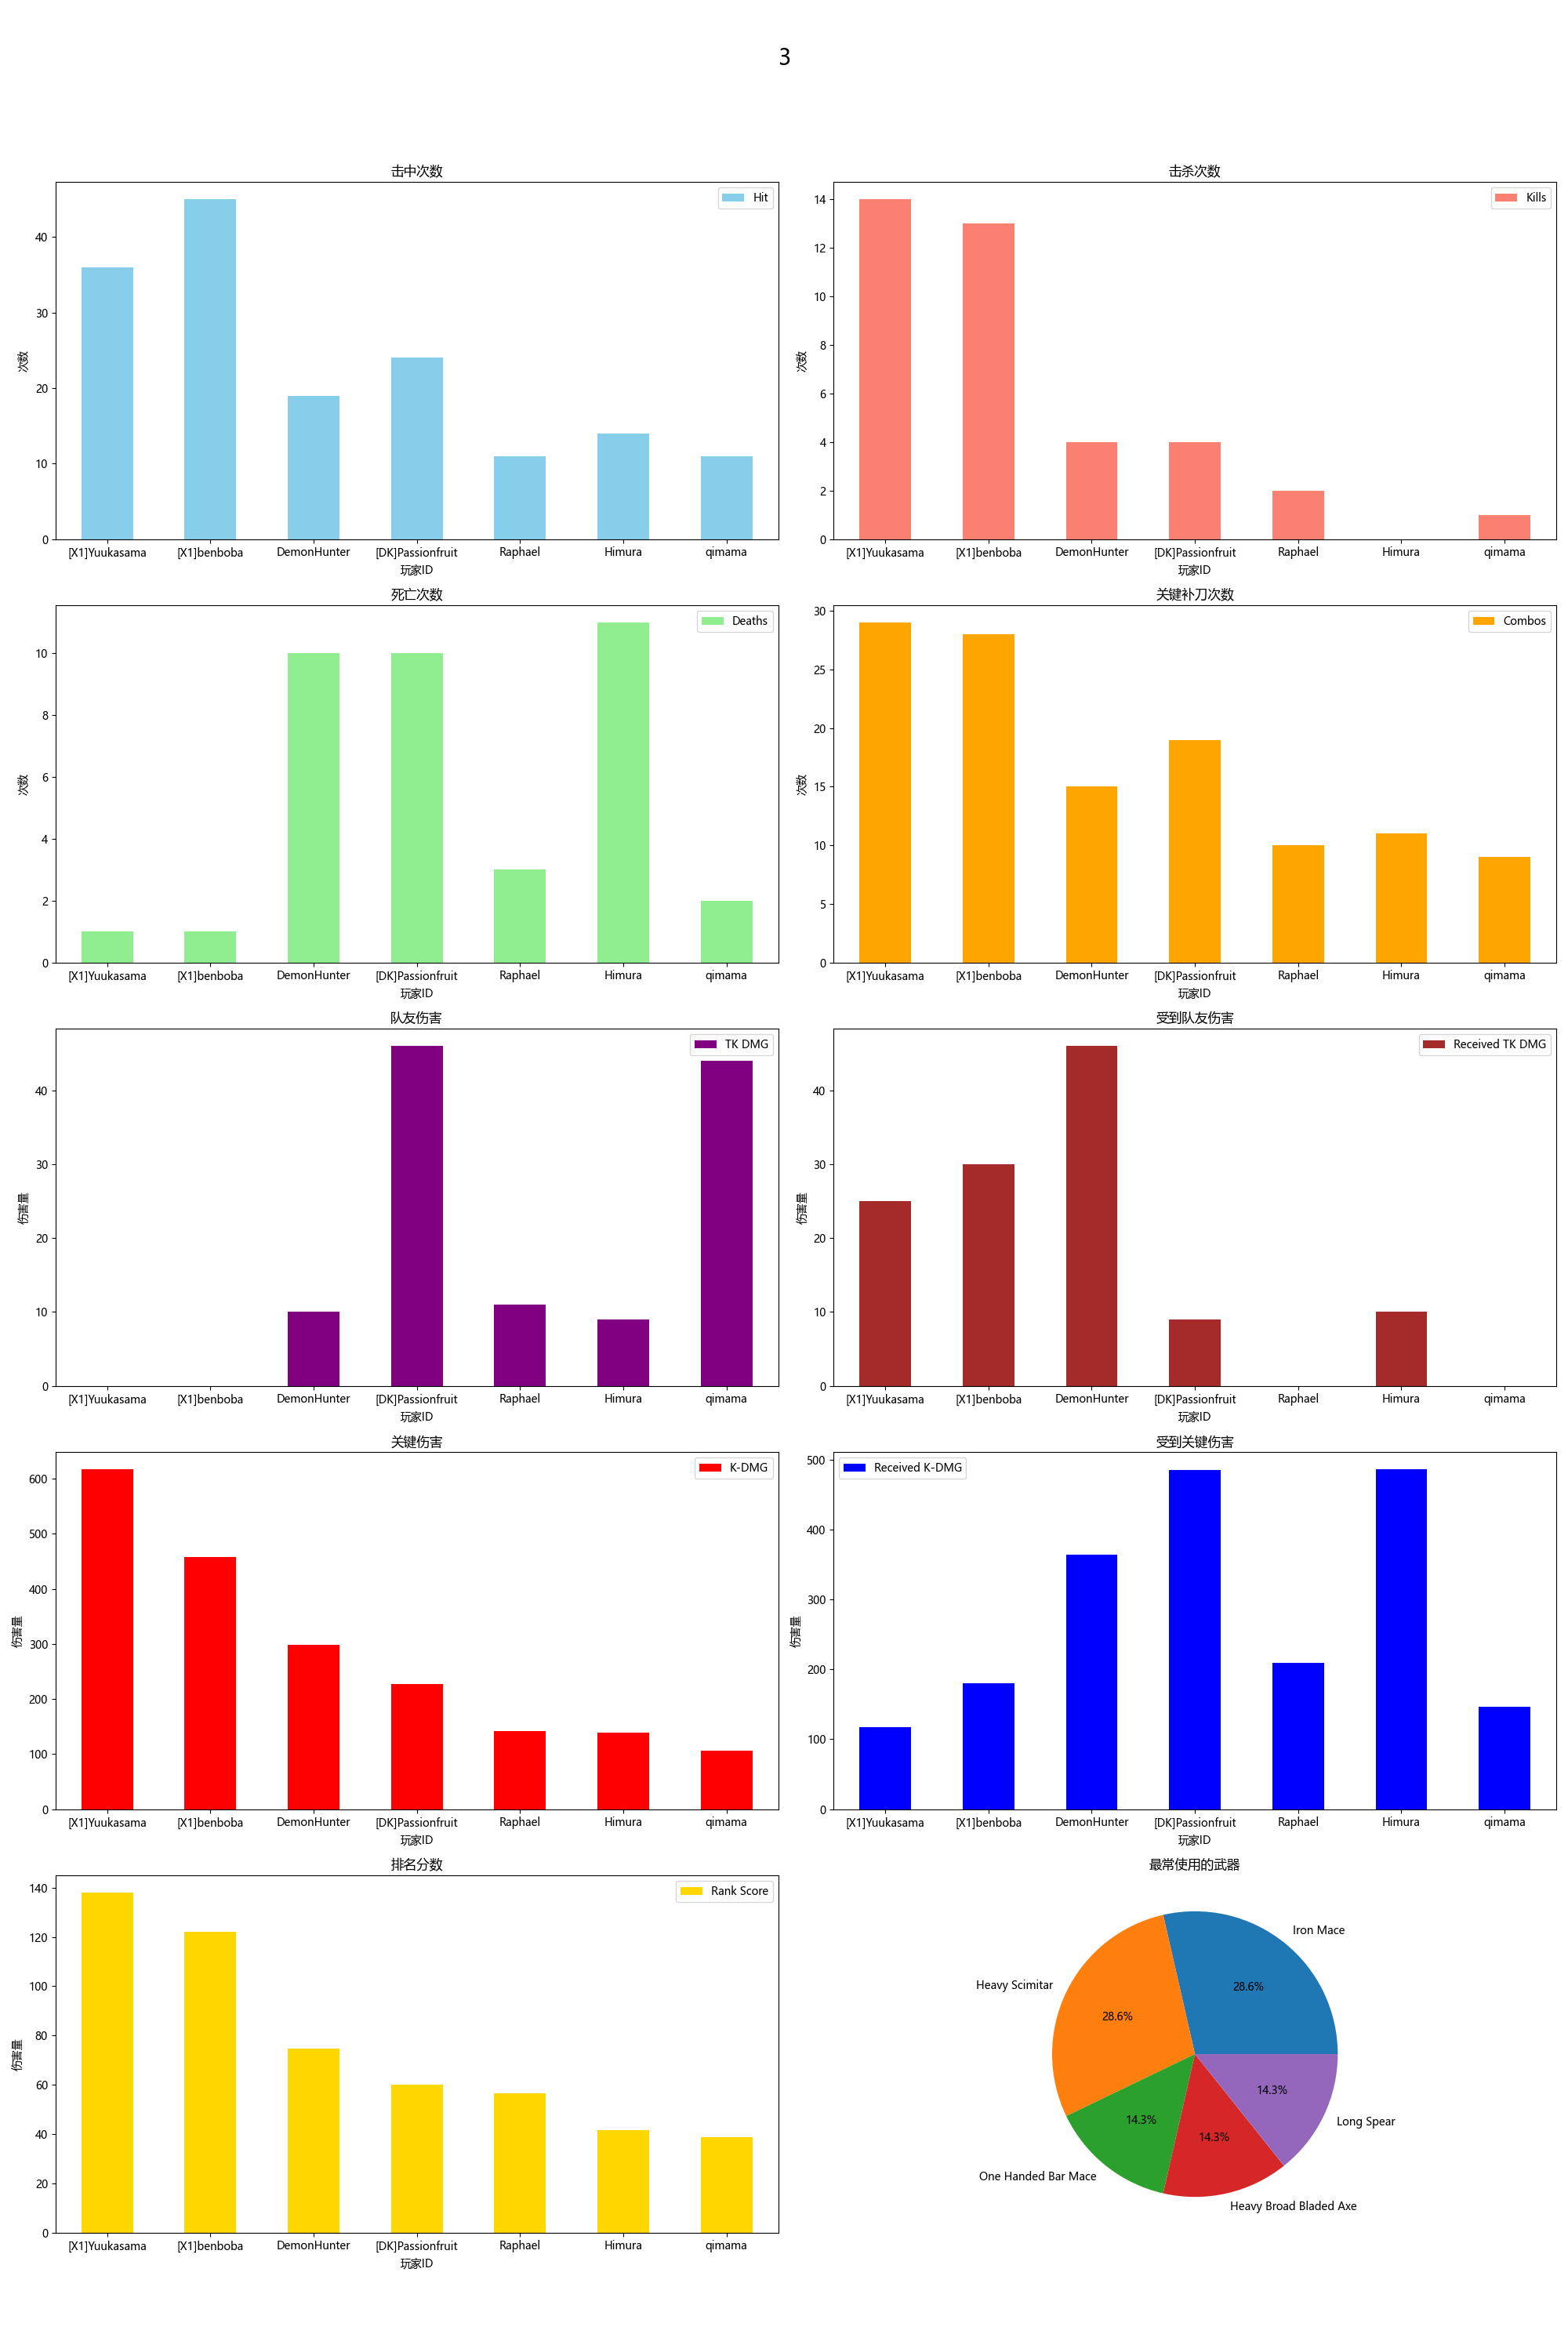 3
击中次数
Hit
次数
40
30
20
10
0
[X1]Yuukasama [X1]benboba DemonHunter [DK]Passionfruit Raphael Himura qimama
玩家ID
击杀次数
Kills
次数
14
12
10
8
6
4
2
0
[X1]Yuukasama [X1]benboba DemonHunter [DK]Passionfruit Raphael Himura qimama
玩家ID
死亡次数
Deaths
次数
10
8
6
4
2
0
[X1]Yuukasama [X1]benboba DemonHunter [DK]Passionfruit Raphael Himura qimama
玩家ID
关键补刀次数
Combos
次数
30
25
20
15
10
5
0
[X1]Yuukasama [X1]benboba DemonHunter [DK]Passionfruit Raphael Himura qimama
玩家ID
队友伤害
TK DMG
伤害量
40
30
20
10
0
[X1]Yuukasama [X1]benboba DemonHunter [DK]Passionfruit Raphael Himura qimama
玩家ID
受到队友伤害
Received TK DMG
伤害量
40
30
20
10
0
[X1]Yuukasama [X1]benboba DemonHunter [DK]Passionfruit Raphael Himura qimama
玩家ID
关键伤害
K-DMG
伤害量
600
500
400
300
200
100
0
[X1]Yuukasama [X1]benboba DemonHunter [DK]Passionfruit Raphael Himura qimama
玩家ID
受到关键伤害
Received K-DMG
伤害量
500
400
300
200
100
0
[X1]Yuukasama [X1]benboba DemonHunter [DK]Passionfruit Raphael Himura qimama
玩家ID
排名分数
Rank Score
伤害量
140
120
100
80
60
40
20
0
[X1]Yuukasama [X1]benboba DemonHunter [DK]Passionfruit Raphael Himura qimama
玩家ID
最常使用的武器
Iron Mace
28.6%
Heavy Scimitar
28.6%
One Handed Bar Mace
14.3%
Heavy Broad Bladed Axe
14.3%
Long Spear
14.3%